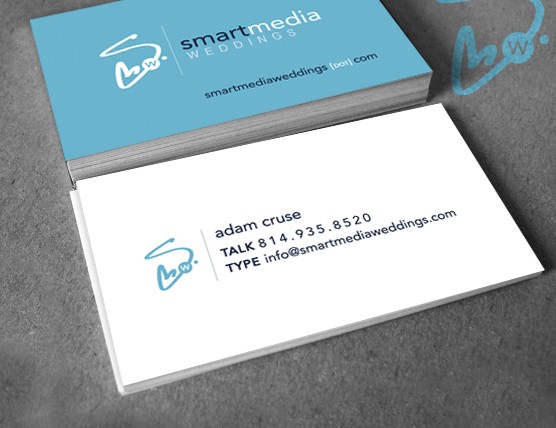 smartmedia
WEDDINGS
smartmediaweddings [DOT] com
w
adam cruse
TALK 814.935.8520
TYPE info@smartmediaweddings.com
w
w